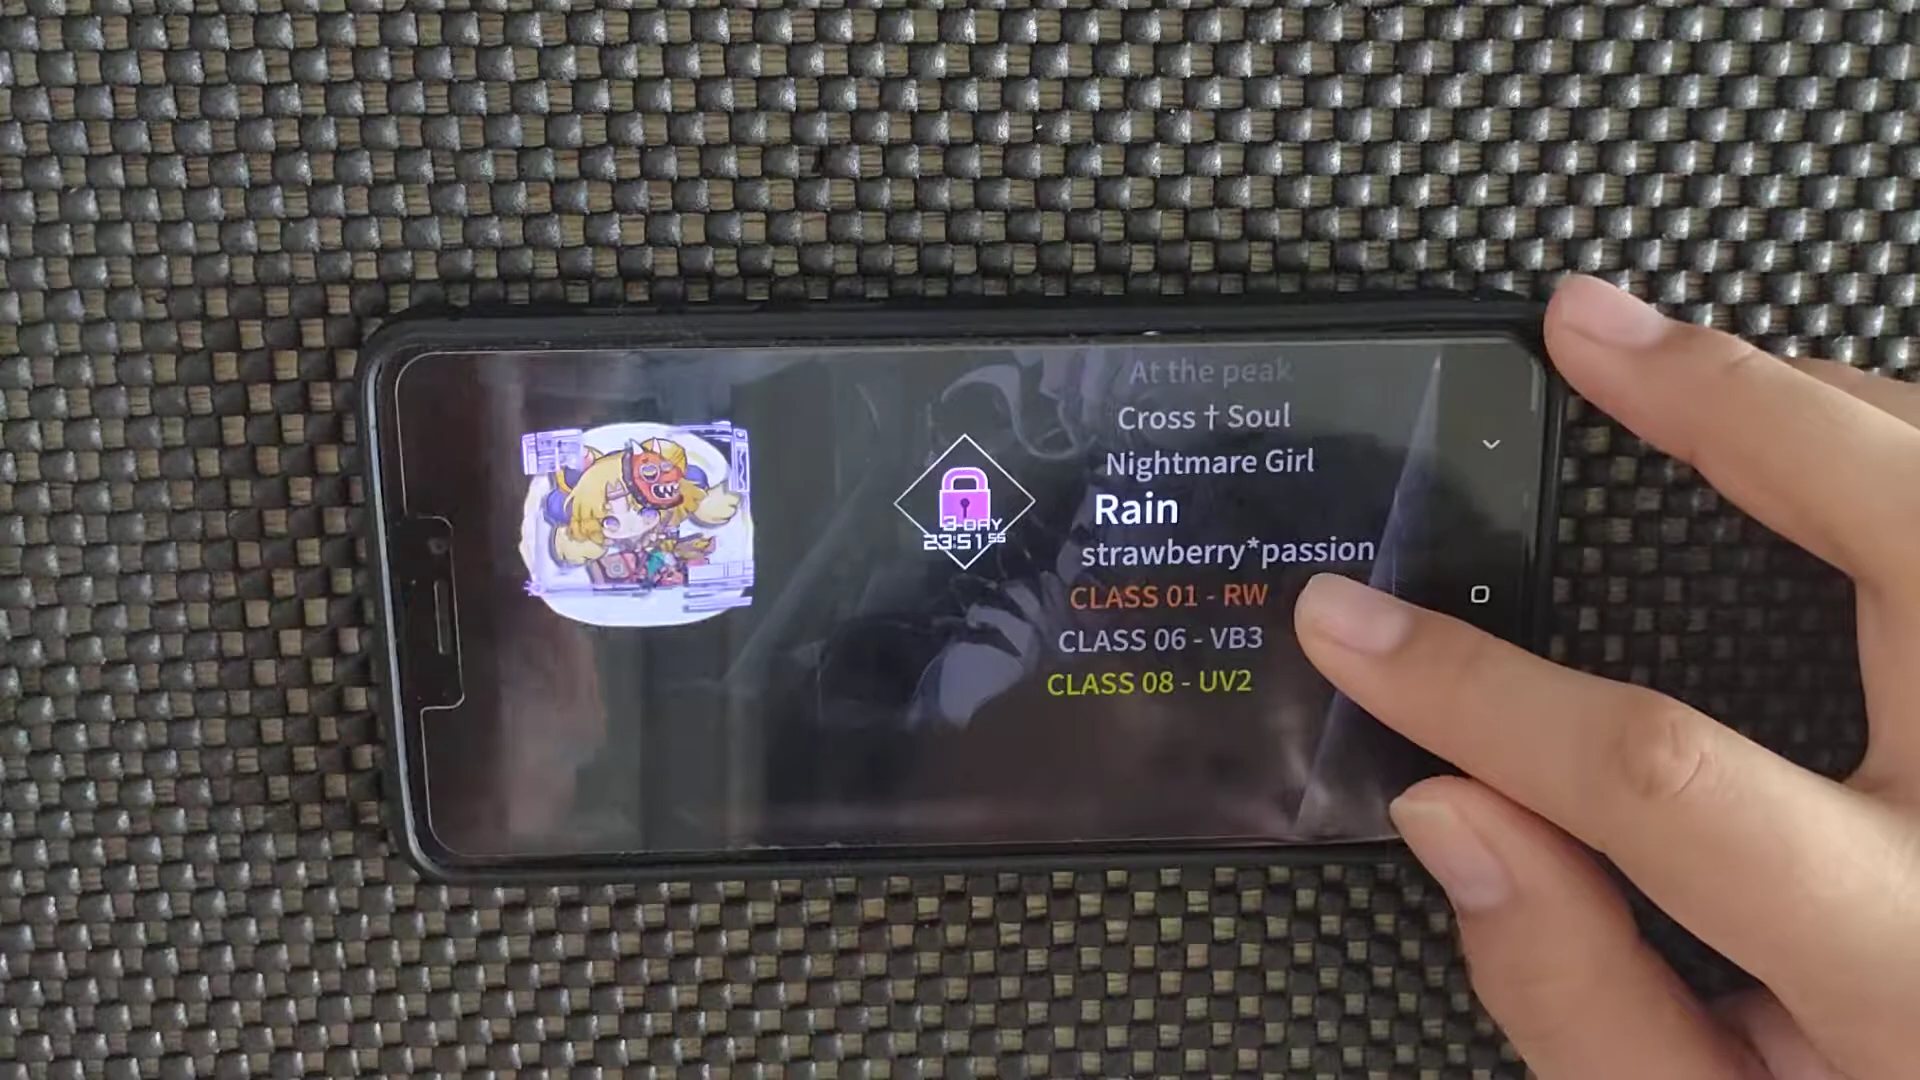 At the peak
Cross † Soul
Nightmare Girl
Rain
strawberry*passion
CLASS 01 - RW
CLASS 06 - VB3
CLASS 08 - UV2
3-DAY
23:51 55